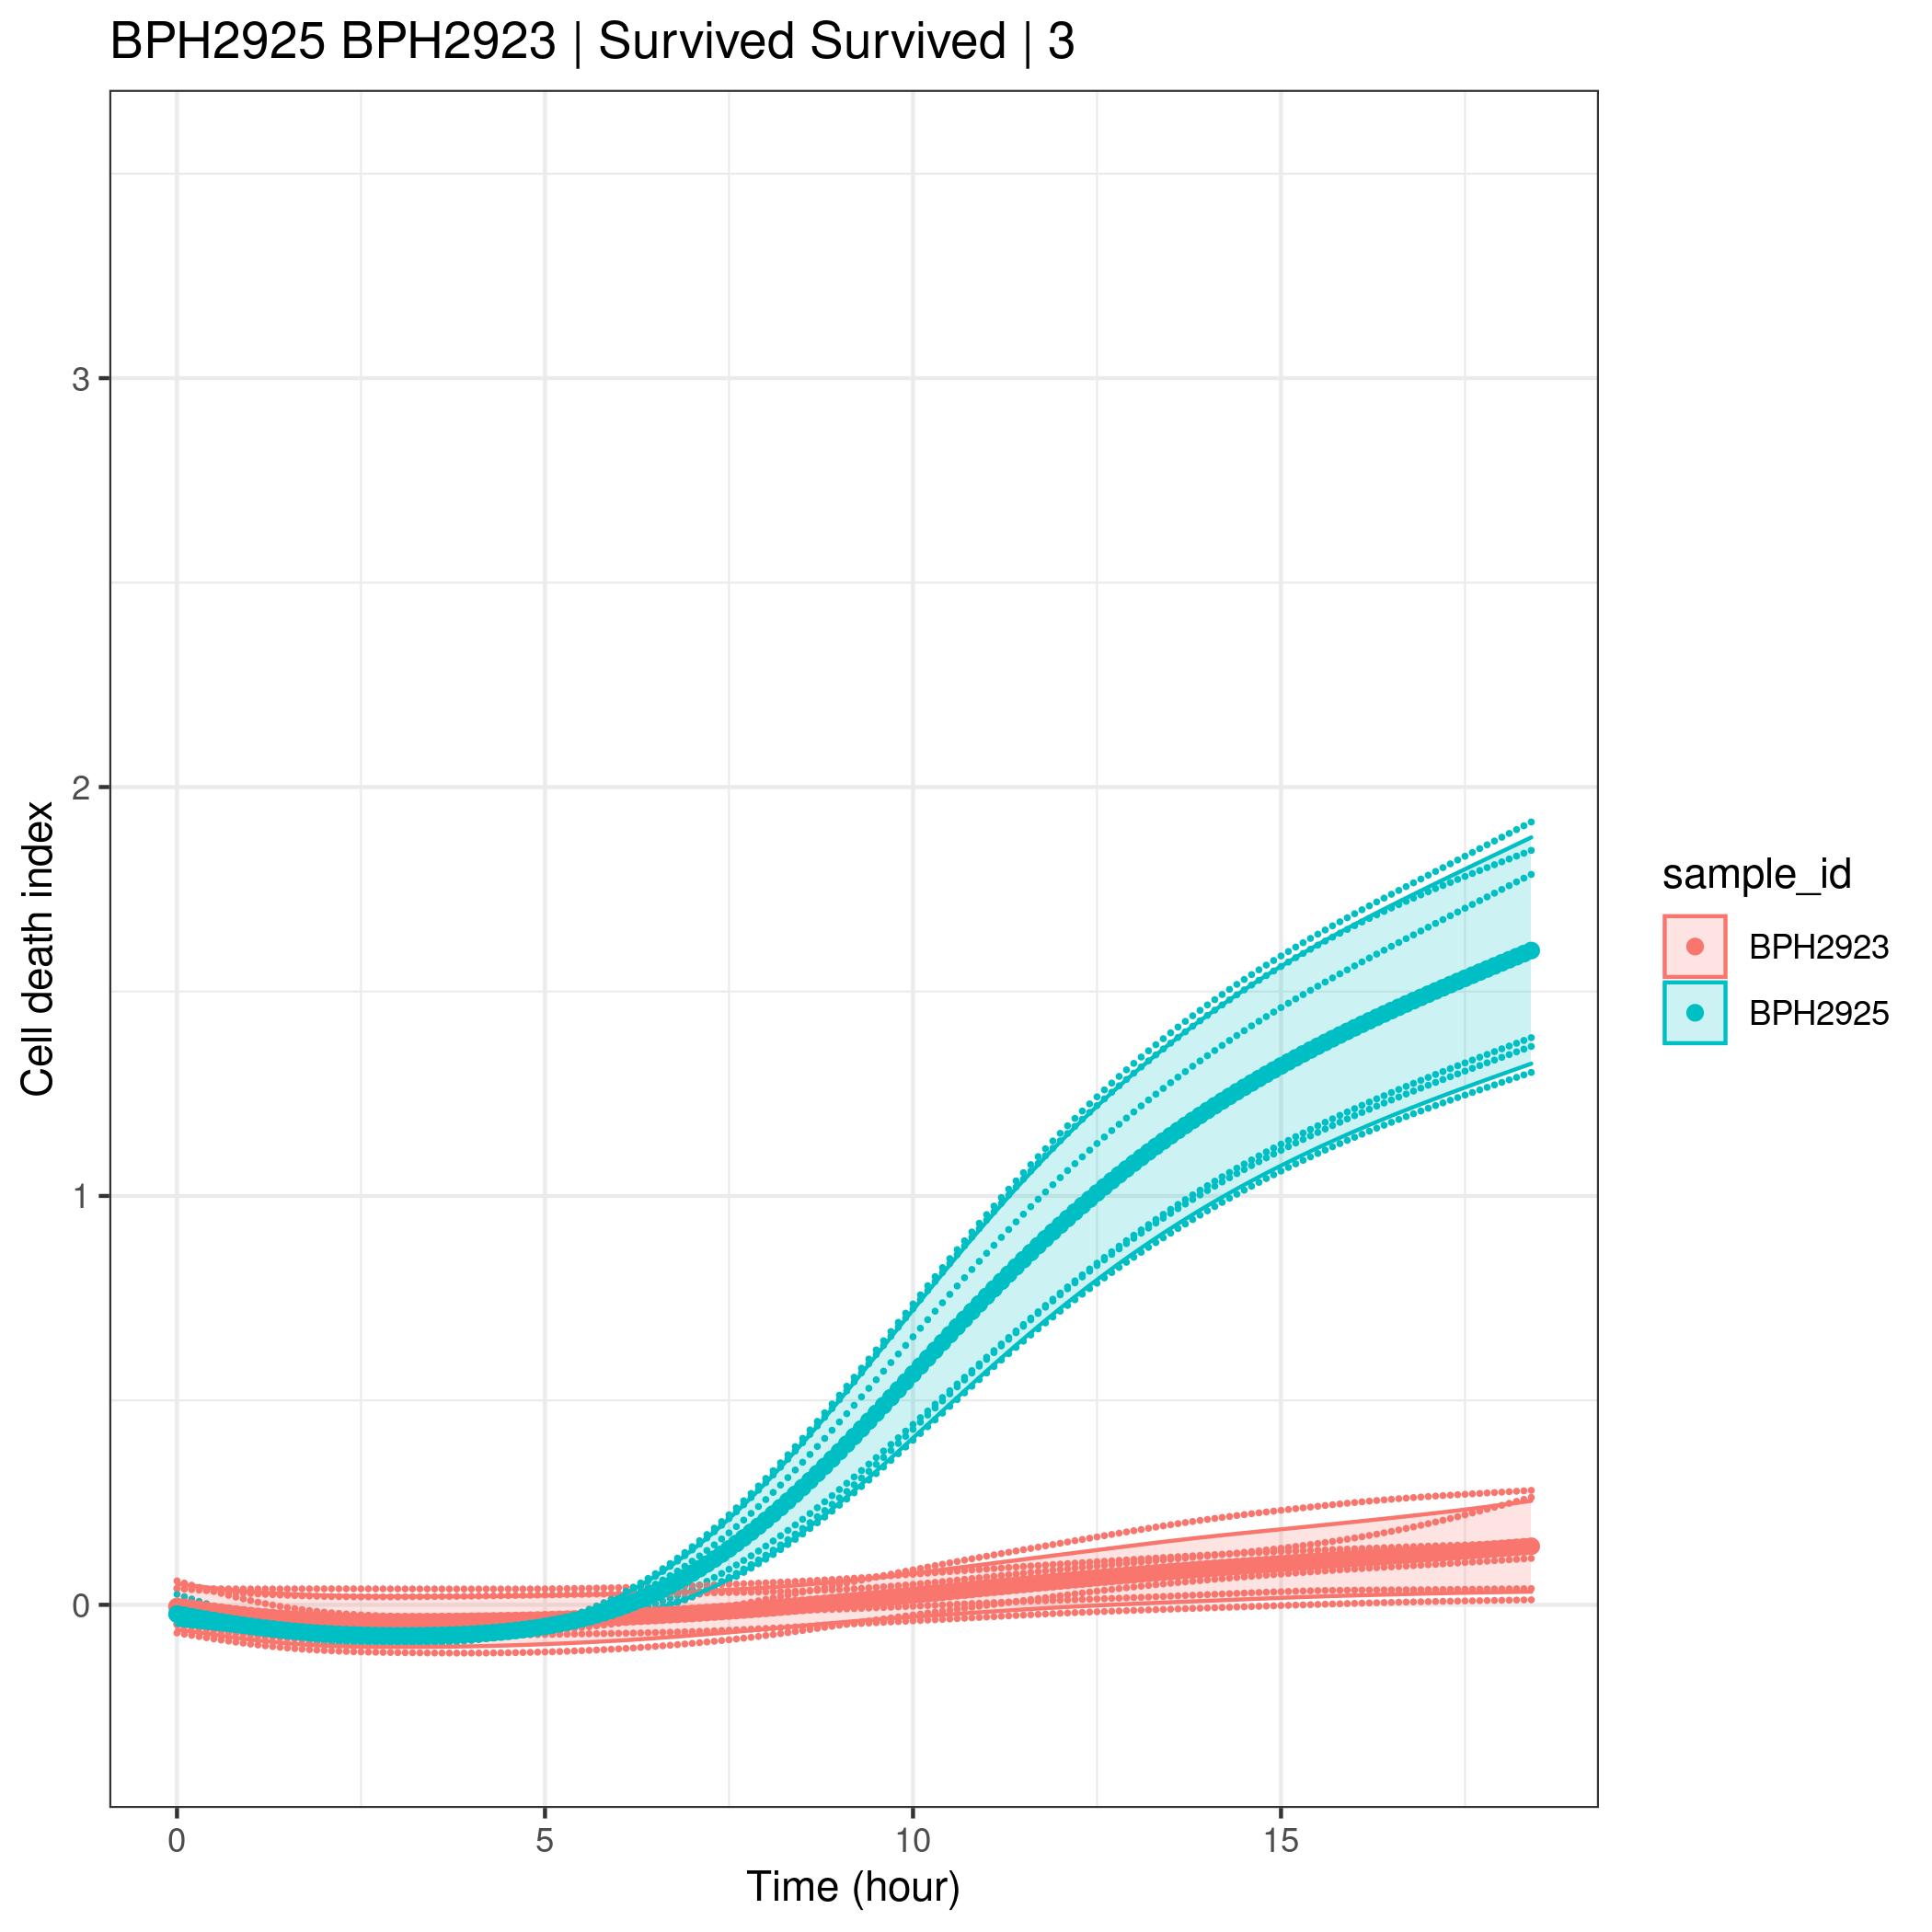 BPH2925 BPH2923 | Survived Survived | 3
Cell death index
3
2
1
0
0 5 10 15
Time (hour)
sample_id
BPH2923
BPH2925